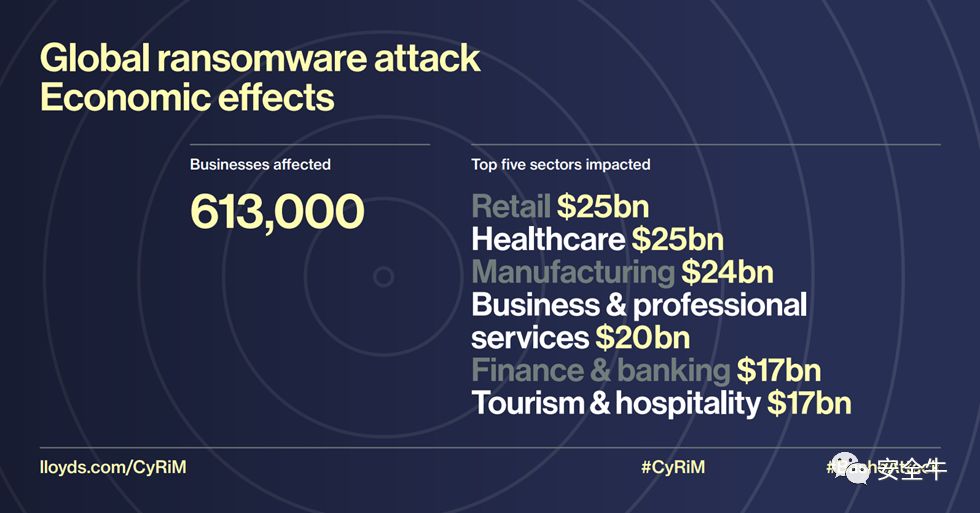 Global ransomware attack
Economic effects
Businesses affected
613,000
Top five sectors impacted
Retail $25bn
Healthcare $25bn
Manufacturing $24bn
Business & professional
services $20bn
Finance & banking $17bn
Tourism & hospitality $17bn
lloyds.com/CyRiM
#CyRiM
安全牛